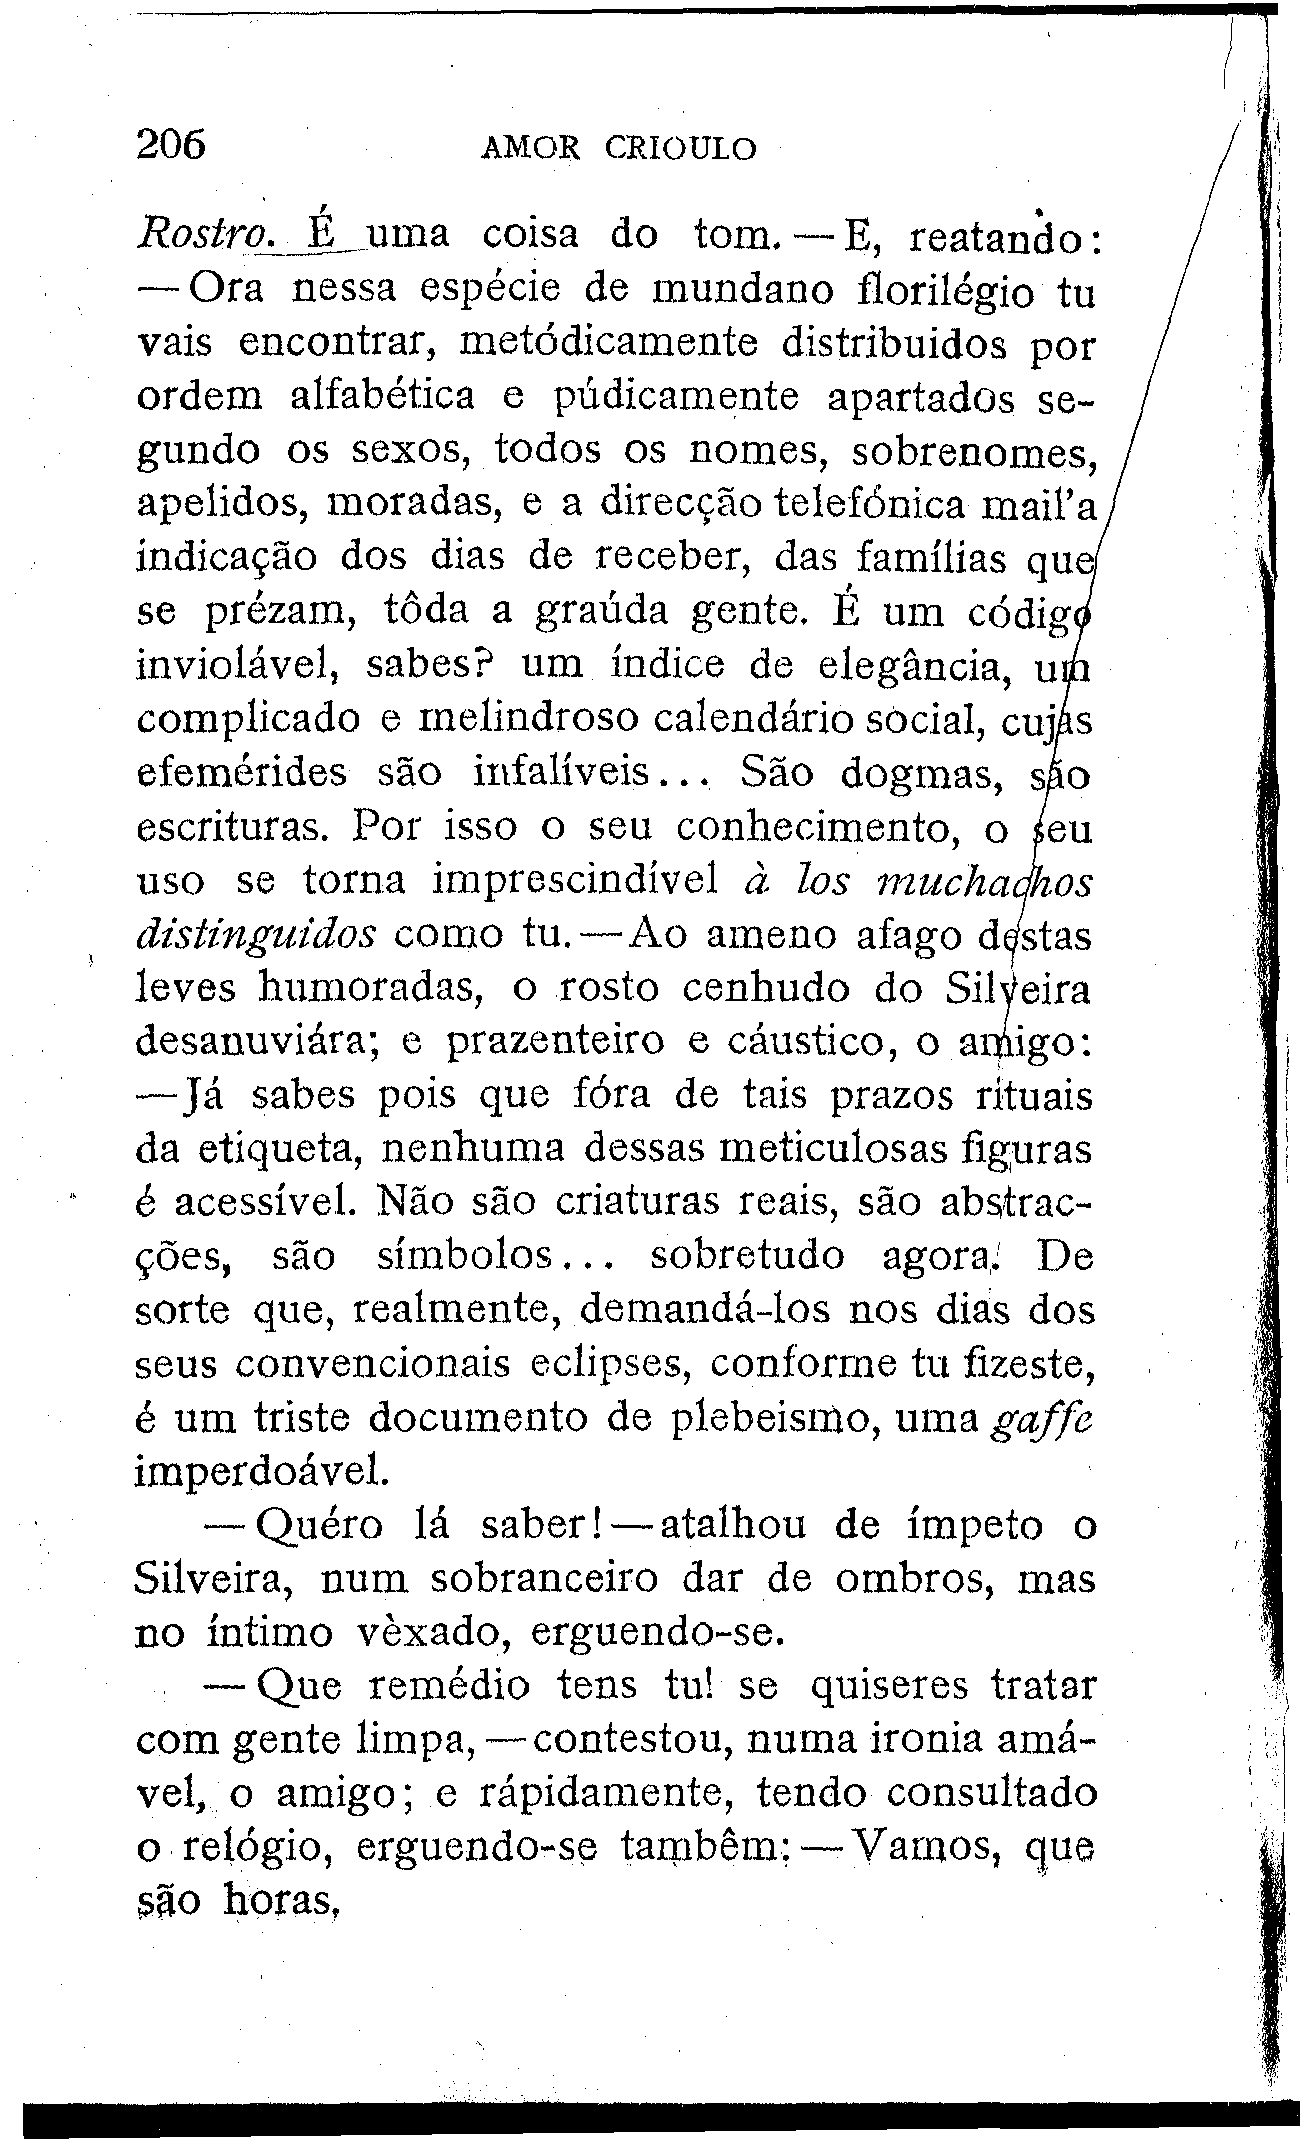 206 AMOR CRIOULO
Rostro. É uma coisa do tom. — E, reatando:
— Ora nessa espécie de mundano florilégio tu
vais encontrar, metódicamente distribuidos por
ordem alfabética e púdicamente apartados se-
gundo os sexos, todos os nomes, sobrenomes,
apelidos, moradas, e a direcção telefónica mail'a
indicação dos dias de receber, das famílias que
se prézam, tôda a graúda gente. É um código
inviolável, sabes? um índice de elegância, um
complicado e melindroso calendário social, cujas
efemérides são infalíveis... São dogmas, são
escrituras. Por isso o seu conhecimento, o seu
uso se torna imprescindível à los muchachos
distinguidos como tu. — Ao ameno afago destas
leves humoradas, o rosto cenhudo do Silveira
desanuviára; e prazenteiro e cáustico, o amigo:
— Já sabes pois que fóra de tais prazos rituais
da etiqueta, nenhuma dessas meticulosas figuras
é acessível. Não são criaturas reais, são abstrac-
ções, são símbolos... sobretudo agora. De
sorte que, realmente, demandá-los nos dias dos
seus convencionais eclipses, conforme tu fizeste,
é um triste documento de plebeismo, uma gaffe
imperdoável.
— Quéro lá saber! — atalhou de ímpeto o
Silveira, num sobranceiro dar de ombros, mas
no íntimo vèxado, erguendo-se.
— Que remédio tens tu! se quiseres tratar
com gente limpa, — contestou, numa ironia amá-
vel, o amigo; e rápidamente, tendo consultado
o relógio, erguendo-se tambêm: — Vamos, que
são horas.